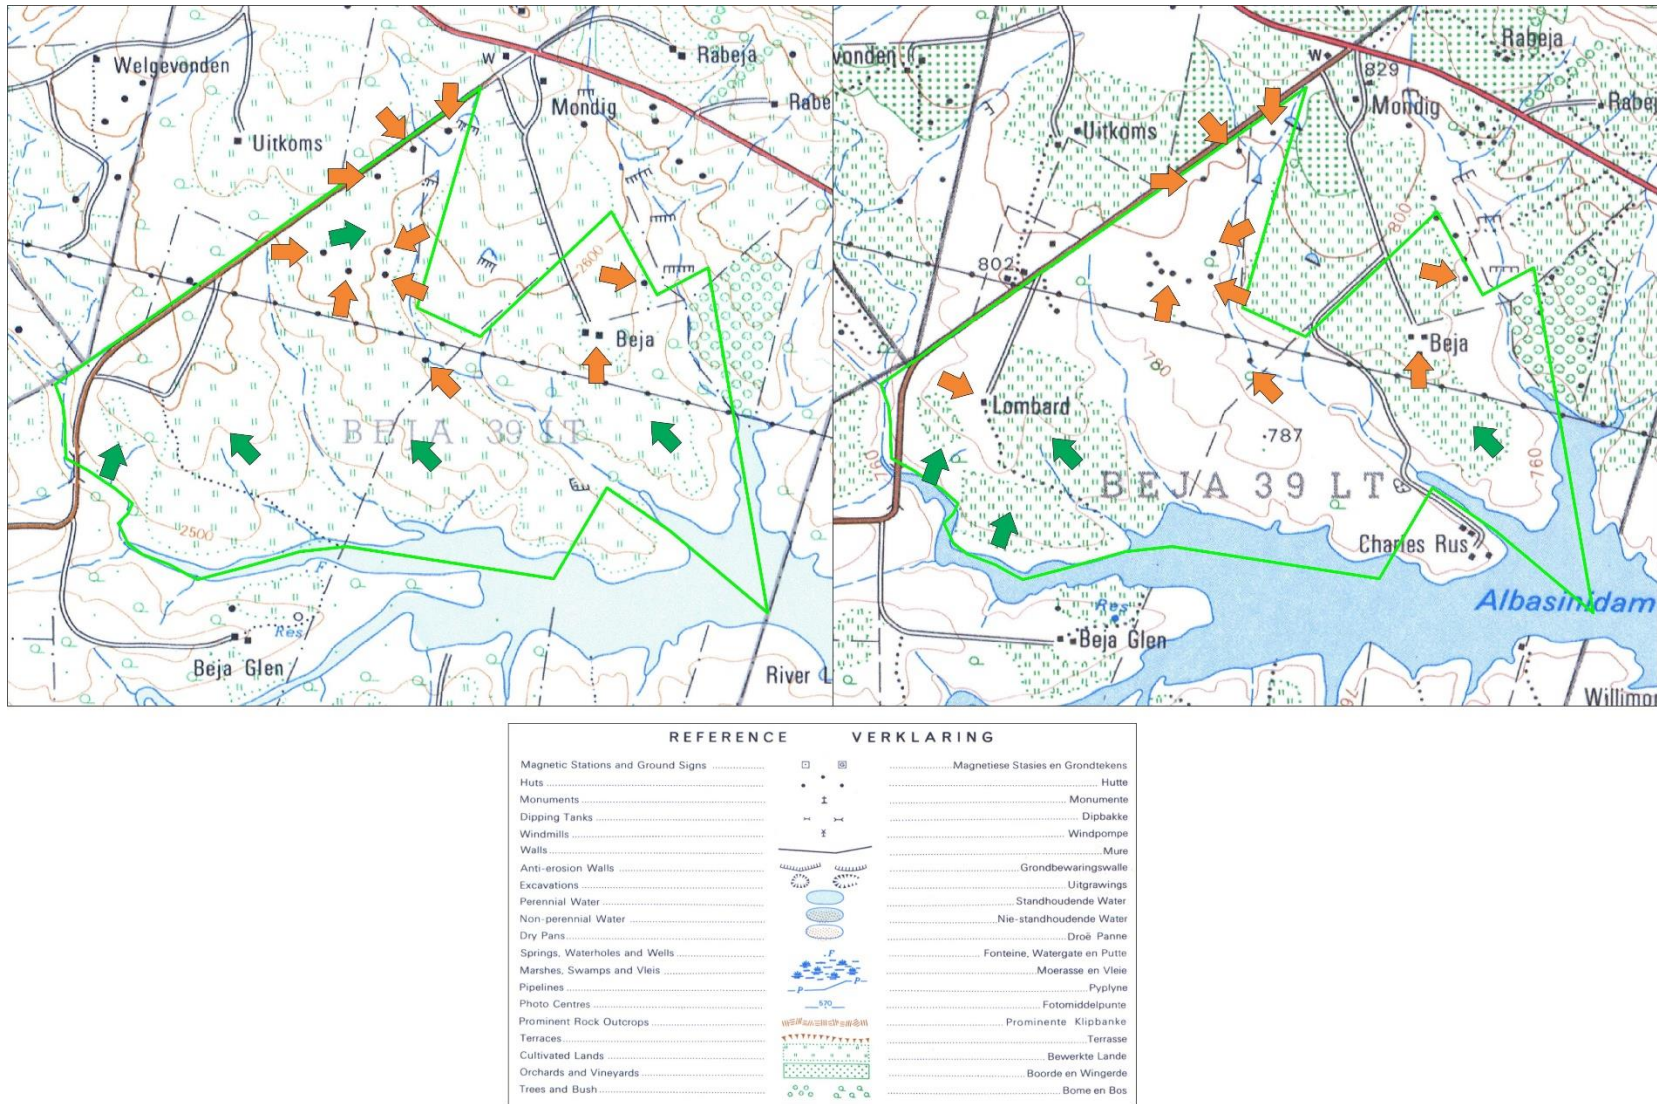 Welgevonden
W
Rabeja
Mondig
Rabe
Uitkoms
2600
Beja
BEJA 39 LT
2500
F
Res
Beja Glen
River L
vonden
W
829
Rabeja
Mondig
Rabej
Uitkoms
800
802
Beja
780
Lombard
787
760
760
BEJA 39 LT
Charles Rus
Albasinidam
Res
Beja Glen
76
Willimor
REFERENCE VERKLARING
Magnetic Stations and Ground Signs Magnetiese Stasies en Grondtekens
Huts Hutte
Monuments Monumente
Dipping Tanks Dipbakke
Windmills Windpompe
Walls Mure
Anti-erosion Walls Grondbewaringswalle
Excavations Uitgrawings
Perennial Water Standhoudende Water
Non-perennial Water Nie-standhoudende Water
Dry Pans Droë Panne
Springs, Waterholes and Wells .F Fonteine, Watergate en Putte
Marshes, Swamps and Vleis Moerasse en Vleie
Pipelines P P Pyplyne
Photo Centres 570 Fotomiddelpunte
Prominent Rock Outcrops Prominente Klipbanke
Terraces Terrasse
Cultivated Lands Bewerkte Lande
Orchards and Vineyards Boorde en Wingerde
Trees and Bush Bome en Bos